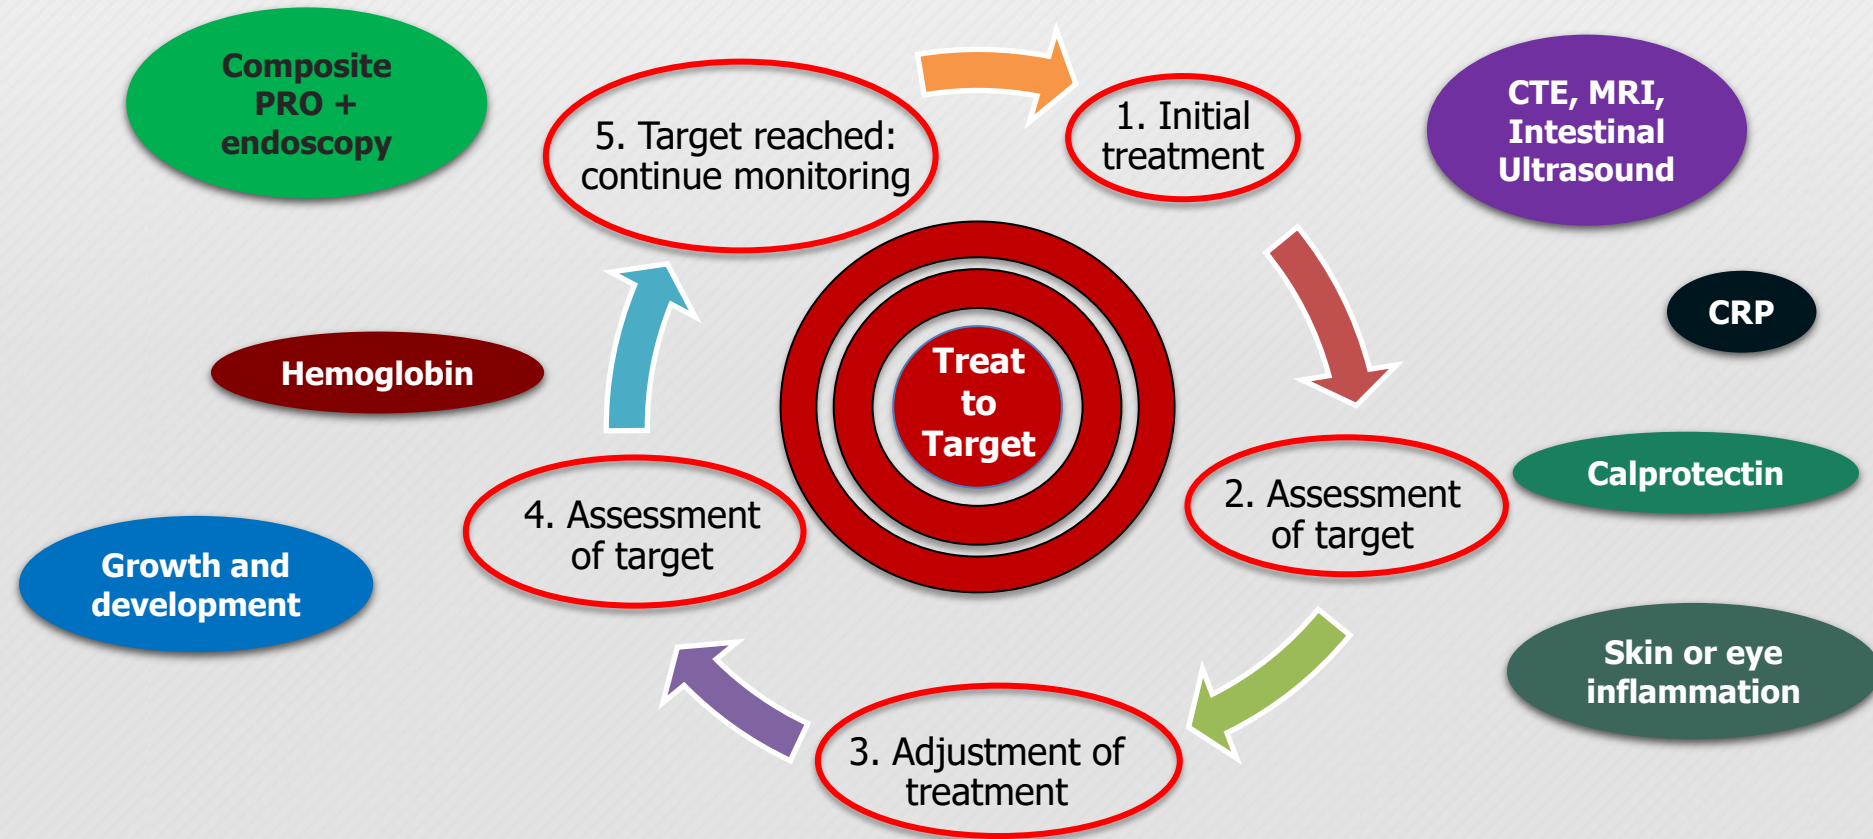 Composite
PRO +
endoscopy
5. Target reached:
continue monitoring
1. Initial
treatment
CTE, MRI,
Intestinal
Ultrasound
CRP
Hemoglobin
Treat
to
Target
Calprotectin
4. Assessment
of target
2. Assessment
of target
Growth and
development
Skin or eye
inflammation
3. Adjustment of
treatment